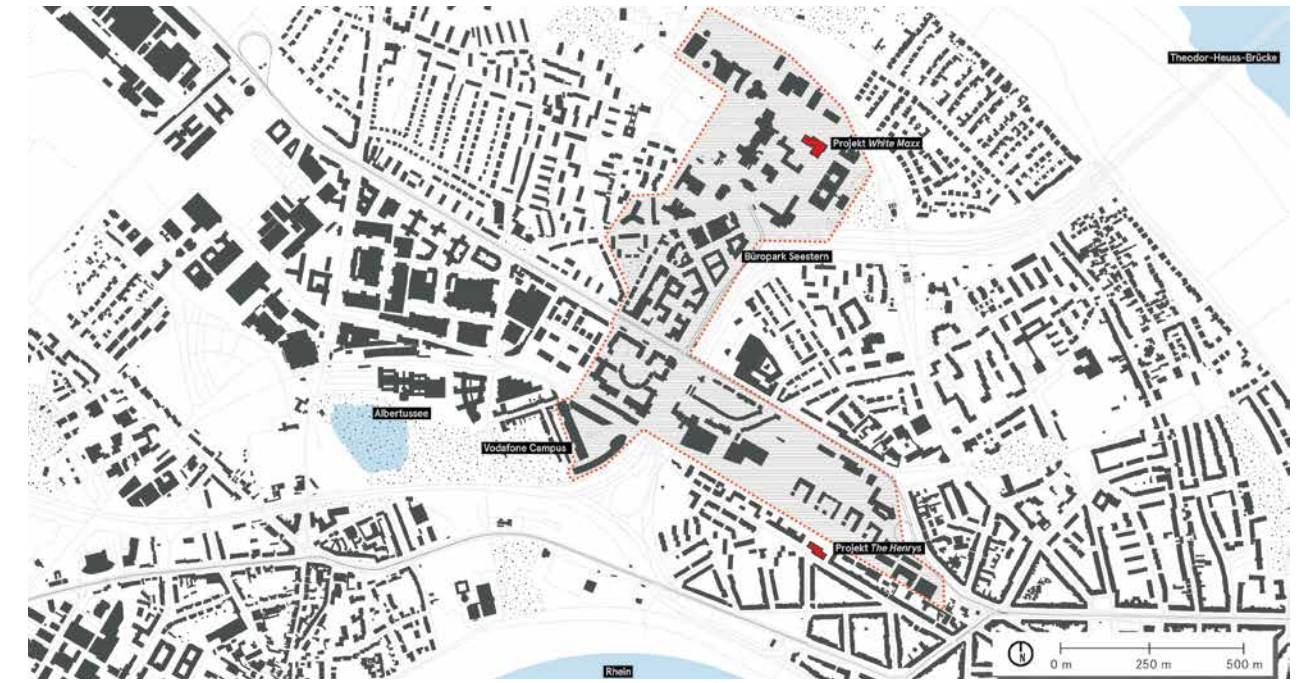 Theodor-Heuss-Brücke
Projekt White Maxx
Büropark Seestern
Albertussee
Vodafone Campus
Projekt The Henrys
Rhein
N
0 m 250 m 500 m